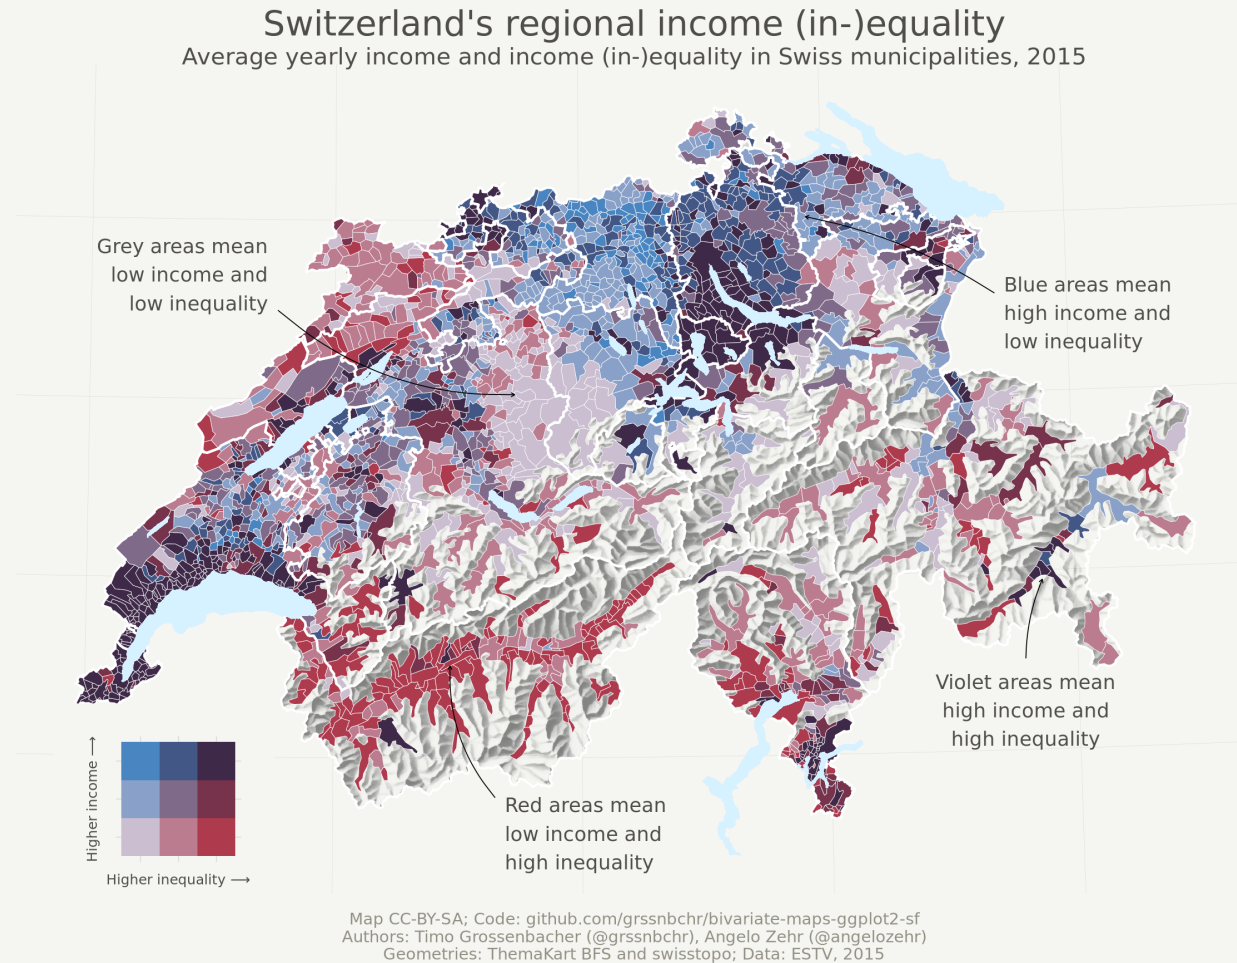 Switzerland's regional income (in-)equality
Average yearly income and income (in-)equality in Swiss municipalities, 2015
Grey areas mean
low income and
low inequality
Blue areas mean
high income and
low inequality
Violet areas mean
high income and
high inequality
Red areas mean
low income and
high inequality
Higher income ⟶
Higher inequality ⟶
Map CC-BY-SA; Code: github.com/grssnbchr/bivariate-maps-ggplot2-sf
Authors: Timo Grossenbacher (@grssnbchr), Angelo Zehr (@angelozehr)
Geometries: ThemaKart BFS and swisstopo; Data: ESTV, 2015